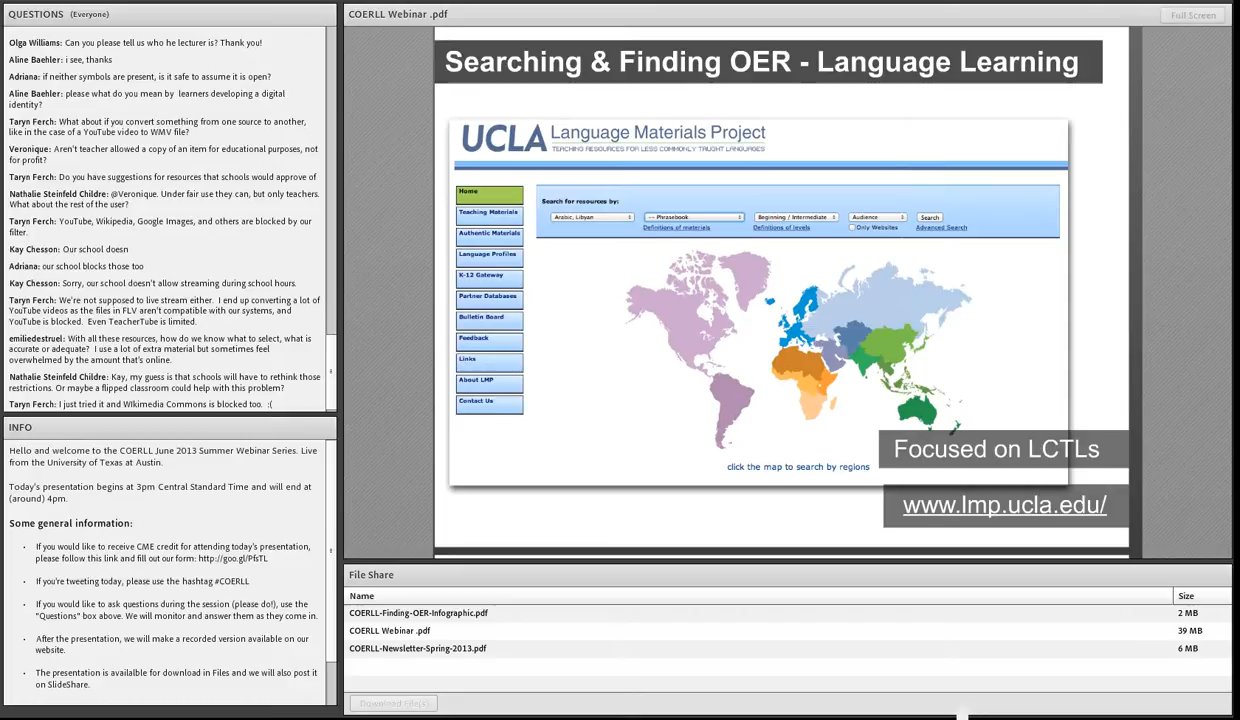 QUESTIONS (Everyone)
Olga Williams: Can you please tell us who he lecturer is? Thank you!
Aline Baehler: i see, thanks
Adriana: if neither symbols are present, is it safe to assume it is open?
Aline Baehler: please what do you mean by learners developing a digital
identity?
Taryn Ferch: What about if you convert something from one source to another,
like in the case of a YouTube video to WMV file?
Veronique: Aren't teacher allowed a copy of an item for educational purposes, not
for profit?
Taryn Ferch: Do you have suggestions for resources that schools would approve of
Nathalie Steinfeld Childre: @Veronique. Under fair use they can, but only teachers.
What about the rest of the user?
Taryn Ferch: YouTube, Wikipedia, Google Images, and others are blocked by our
filter.
Kay Chesson: Our school doesn
Adriana: our school blocks those too
Kay Chesson: Sorry, our school doesn't allow streaming during school hours.
Taryn Ferch: We're not supposed to live stream either. I end up converting a lot of
YouTube videos as the files in FLV aren't compatible with our systems, and
YouTube is blocked. Even TeacherTube is limited.
emiliedestruel: With all these resources, how do we know what to select, what is
accurate or adequate? I use a lot of extra material but sometimes feel
overwhelmed by the amount that's online.
Nathalie Steinfeld Childre: Kay, my guess is that schools will have to rethink those
restrictions. Or maybe a flipped classroom could help with this problem?
Taryn Ferch: I just tried it and WIkimedia Commons is blocked too. :(
INFO
Hello and welcome to the COERLL June 2013 Summer Webinar Series. Live
from the University of Texas at Austin.
Today's presentation begins at 3pm Central Standard Time and will end at
(around) 4pm.
Some general information:
• If you would like to receive CME credit for attending today's presentation,
please follow this link and fill out our form: http://goo.gl/PfsTL
• If you're tweeting today, please use the hashtag #COERLL
• If you would like to ask questions during the session (please do!), use the
"Questions" box above. We will monitor and answer them as they come in.
• After the presentation, we will make a recorded version available on our
website.
• The presentation is availalble for download in Files and we will also post it
on SlideShare.
COERLL Webinar .pdf
Full Screen
Searching & Finding OER - Language Learning
UCLA Language Materials Project
TEACHING RESOURCES FOR LESS COMMONLY TAUGHT LANGUAGES
Home
Teaching Materials
Authentic Materials
Language Profiles
K-12 Gateway
Partner Databases
Bulletin Board
Feedback
Links
About LMP
Contact Us
Search for resources by:
Arabic, Libyan -- Phrasebook Beginning / Intermediate Audience Search
Definitions of materials Definitions of levels Only Websites Advanced Search
click the map to search by regions
Focused on LCTLs
www.lmp.ucla.edu/
File Share
Name Size
COERLL-Finding-OER-Infographic.pdf 2 MB
COERLL Webinar .pdf 39 MB
COERLL-Newsletter-Spring-2013.pdf 6 MB
Download File(s)